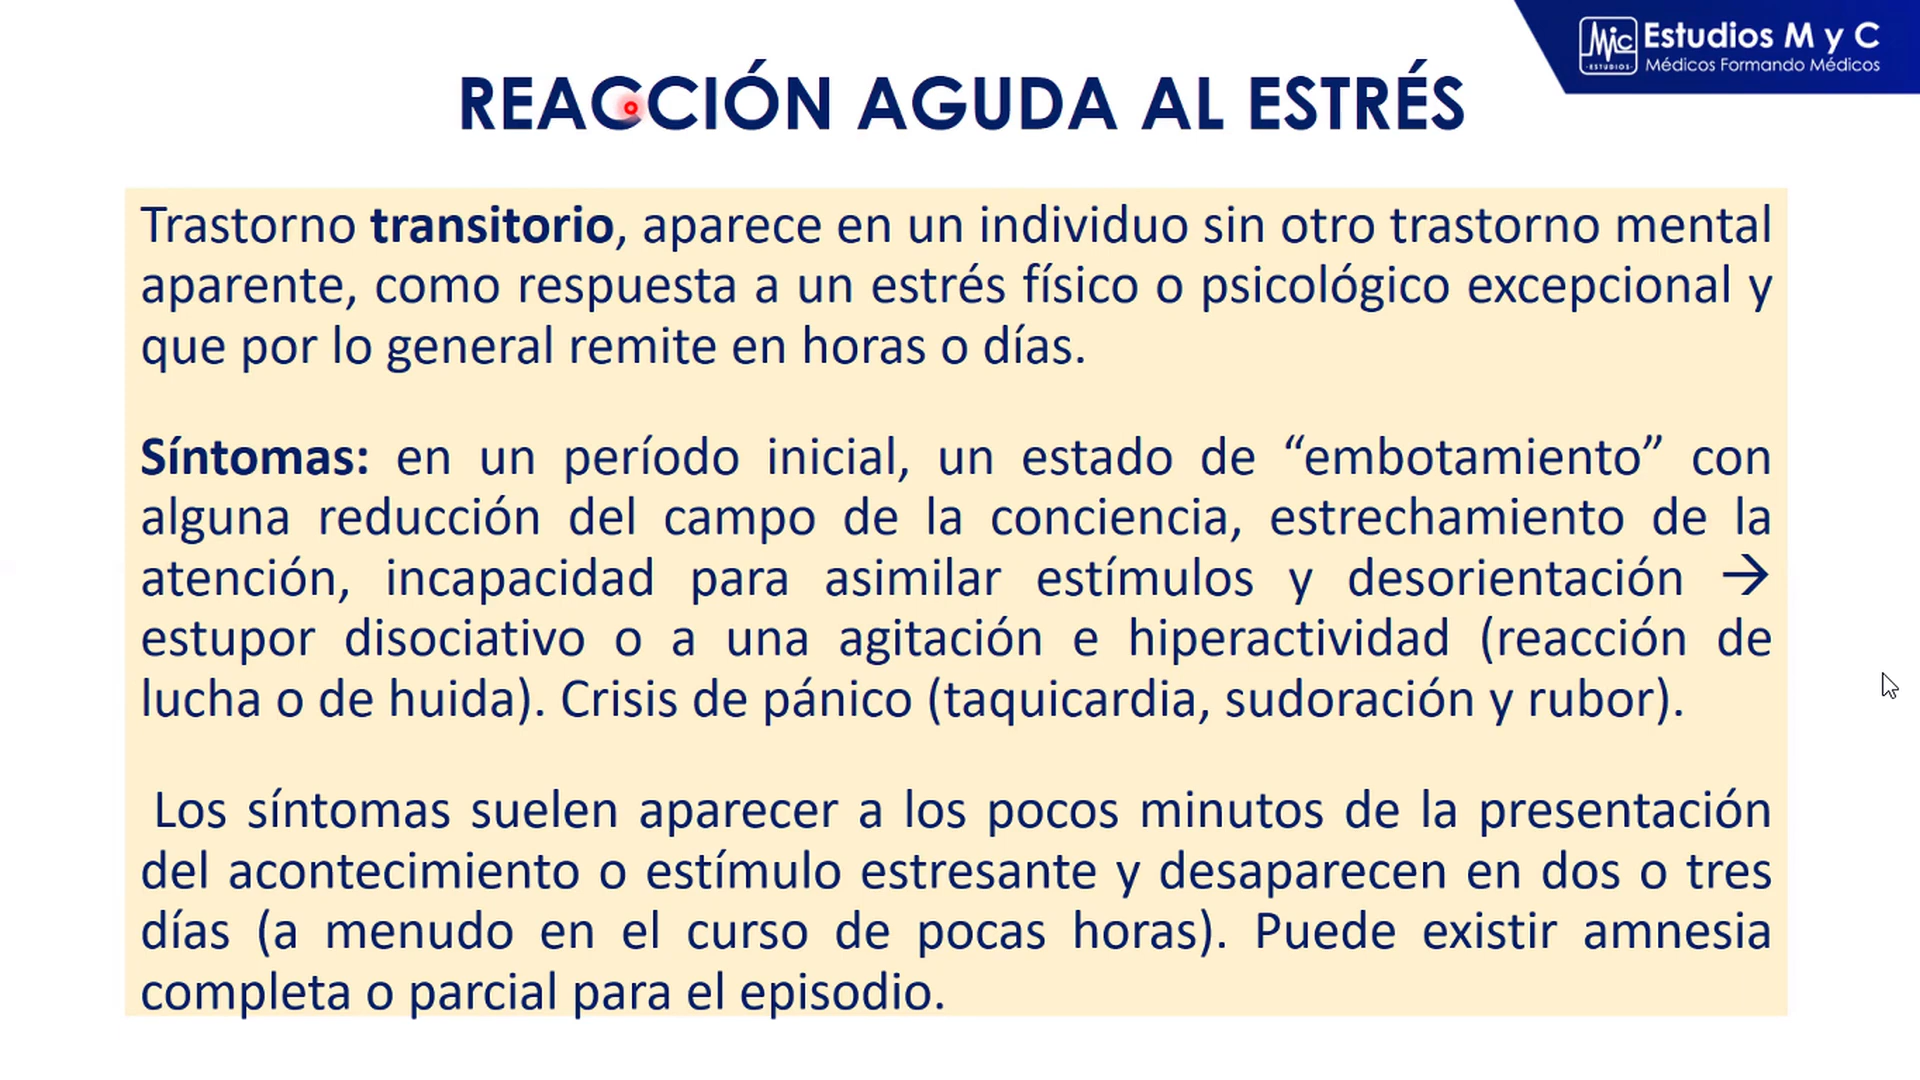 Estudios M y C
Mic
ESTUDIOS
Médicos Formando Médicos
REACCIÓN AGUDA AL ESTRÉS
Trastorno transitorio, aparece en un individuo sin otro trastorno mental
aparente, como respuesta a un estrés físico o psicológico excepcional y
que por lo general remite en horas o días.
Síntomas: en un período inicial, un estado de “embotamiento” con
alguna reducción del campo de la conciencia, estrechamiento de la
atención, incapacidad para asimilar estímulos y desorientación →
estupor disociativo o a una agitación e hiperactividad (reacción de
lucha o de huida). Crisis de pánico (taquicardia, sudoración y rubor).
Los síntomas suelen aparecer a los pocos minutos de la presentación
del acontecimiento o estímulo estresante y desaparecen en dos o tres
días (a menudo en el curso de pocas horas). Puede existir amnesia
completa o parcial para el episodio.